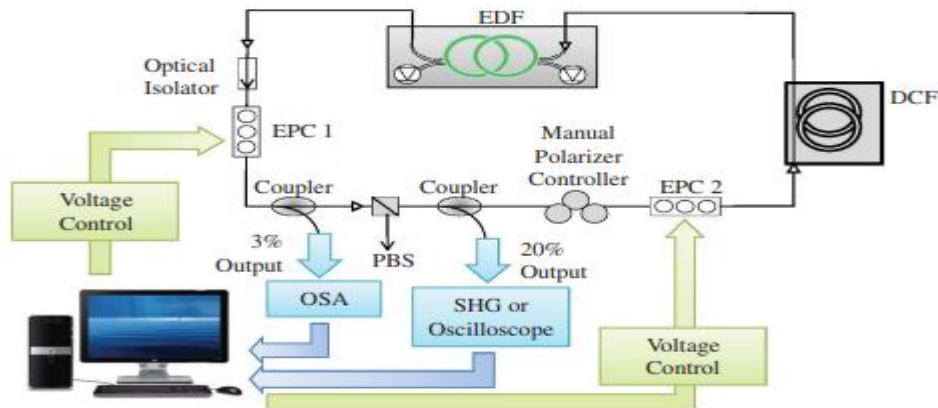 EDF
Optical
Isolator
DCF
EPC 1
Manual
Polarizer
Controller
Coupler
Coupler
EPC 2
Voltage
Control
3%
Output
PBS
20%
Output
OSA
SHG or
Oscilloscope
Voltage
Control